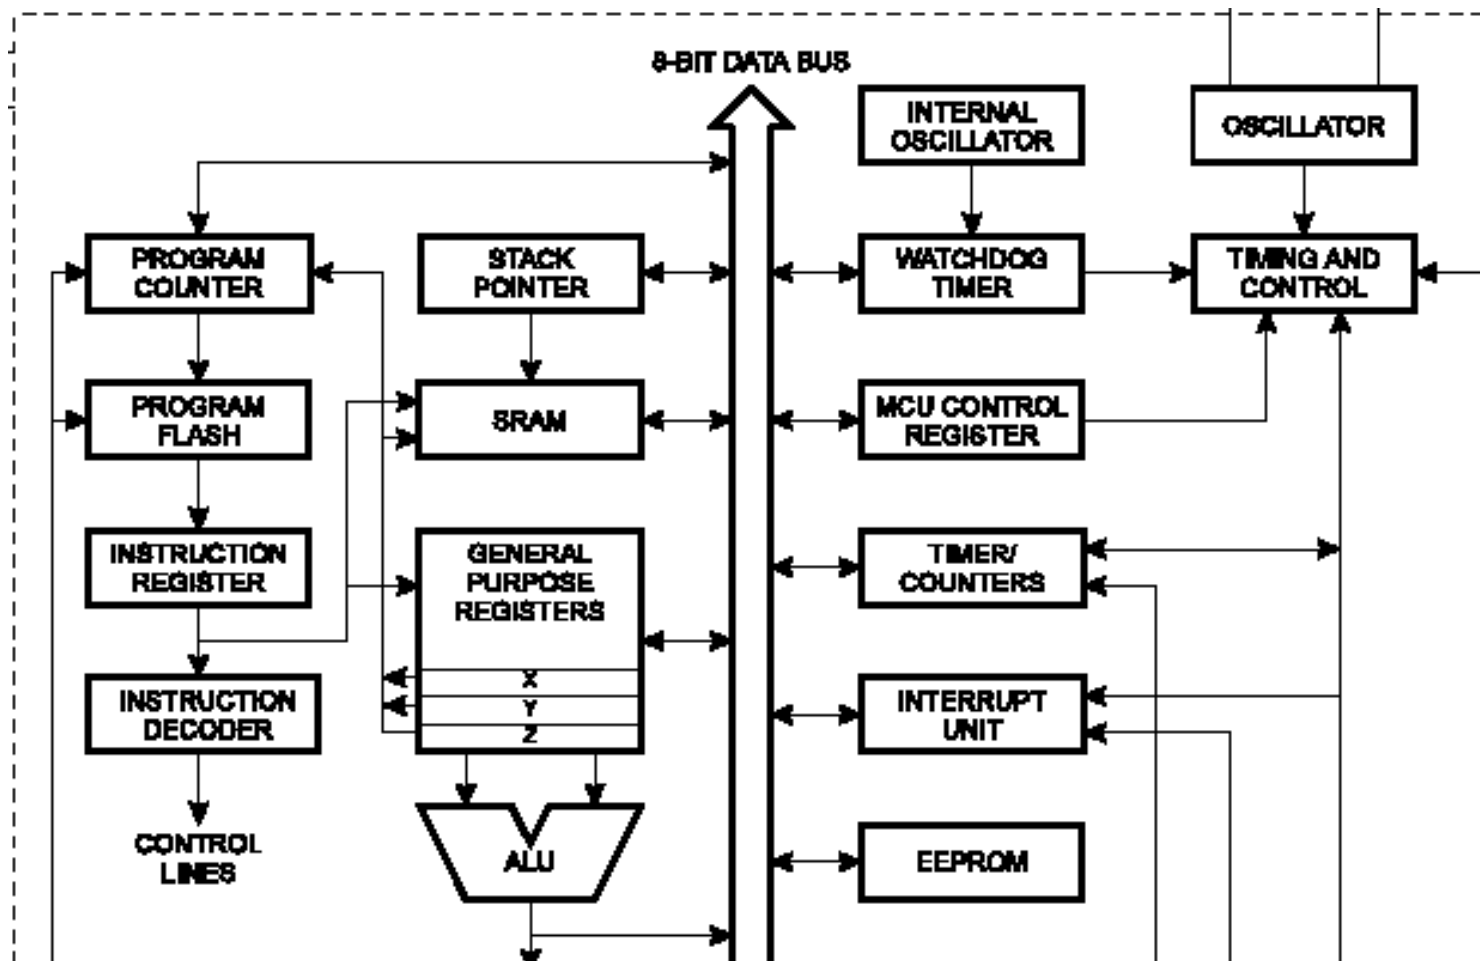 8-BIT DATA BUS
INTERNAL
OSCILLATOR
OSCILLATOR
PROGRAM
COUNTER
STACK
POINTER
WATCHDOG
TIMER
TIMING AND
CONTROL
PROGRAM
FLASH
SRAM
MCU CONTROL
REGISTER
INSTRUCTION
REGISTER
GENERAL
PURPOSE
REGISTERS
X
Y
Z
TIMER/
COUNTERS
INSTRUCTION
DECODER
INTERRUPT
UNIT
CONTROL
LINES
ALU
EEPROM